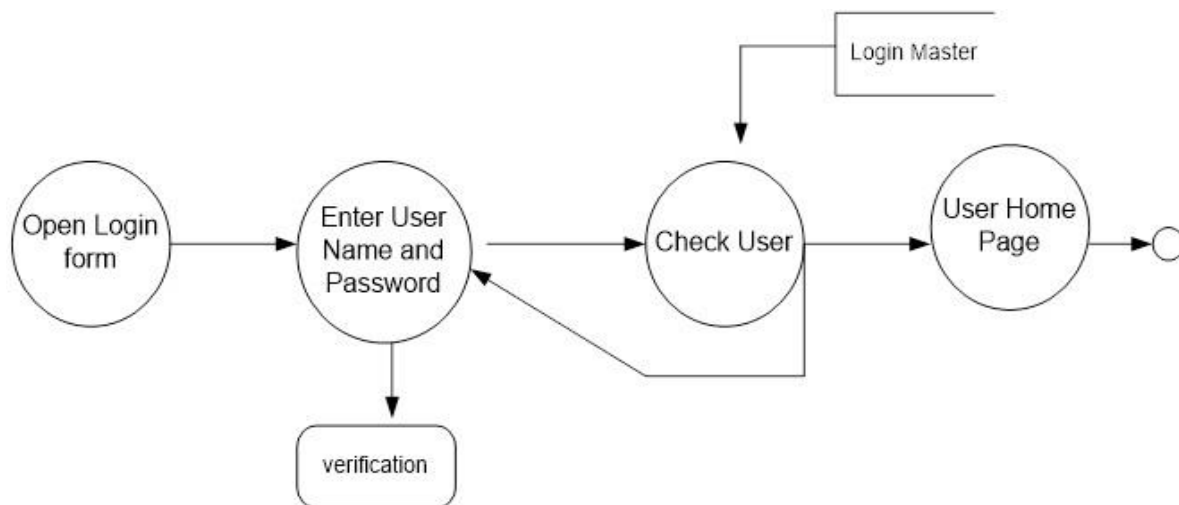 Login Master
Open Login
form
Enter User
Name and
Password
Check User
User Home
Page
verification